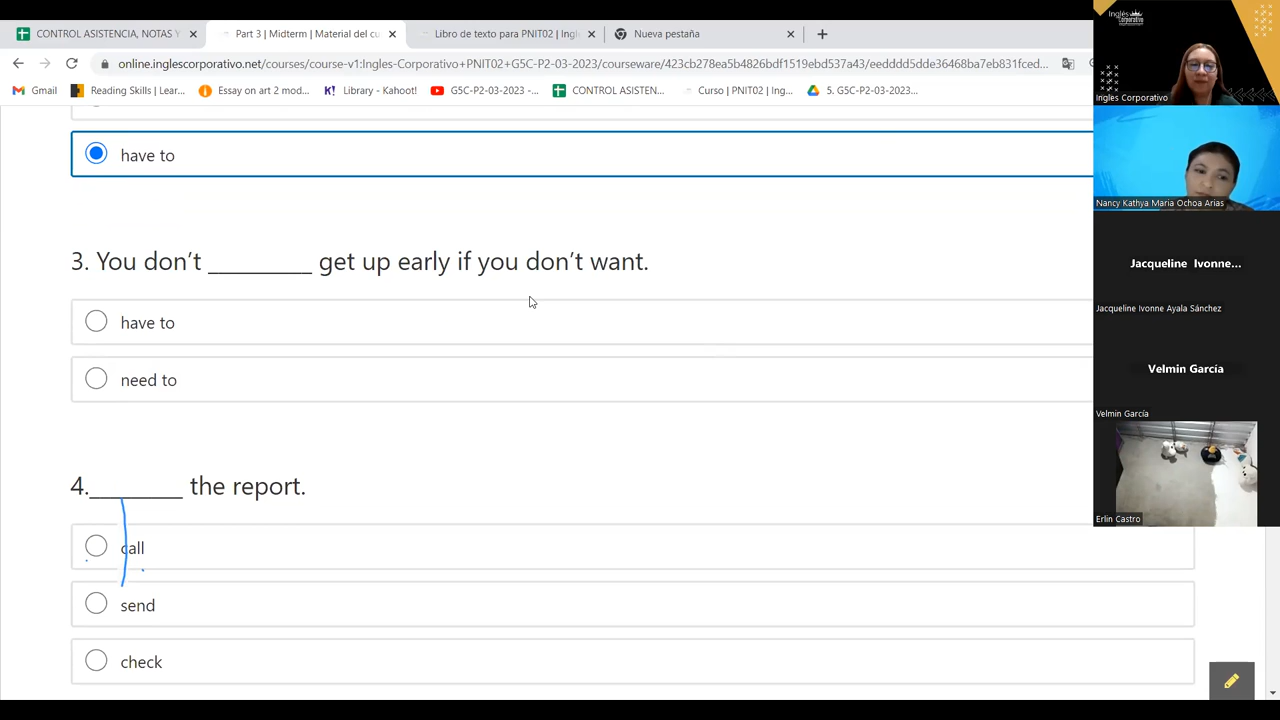 CONTROL ASISTENCIA, NOTAS Y
Part 3 | Midterm | Material del cu
Libro de texto para PNIT02 | Ingl
Nueva pestaña
online.inglescorporativo.net/courses/course-v1:Ingles-Corporativo+PNIT02+G5C-P2-03-2023/courseware/423cb278ea5b4826bdf1519ebd537a43/eedddd5dde36468ba7eb831fced...
Gmail
Reading Skills | Lear...
Essay on art 2 mod...
Library - Kahoot!
G5C-P2-03-2023 -...
CONTROL ASISTEN...
Curso | PNIT02 | Ing...
5. G5C-P2-03-2023...
have to
3. You don’t _________ get up early if you don’t want.
have to
need to
4.________ the report.
call
send
check
Inglés
Corporativo
Ingles Corporativo
Nancy Kathya Maria Ochoa Arias
Jacqueline Ivonne...
Jacqueline Ivonne Ayala Sánchez
Velmin García
Velmin García
Erlin Castro